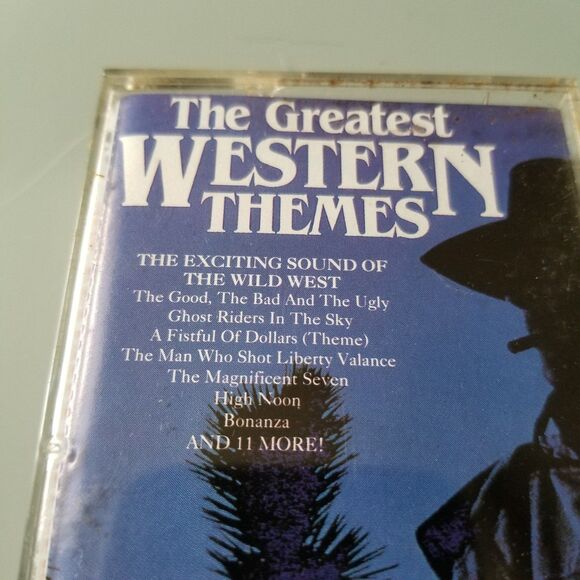 The Greatest
WESTERN
THEMES
THE EXCITING SOUND OF
THE WILD WEST
The Good, The Bad And The Ugly
Ghost Riders In The Sky
A Fistful Of Dollars (Theme)
The Man Who Shot Liberty Valance
The Magnificent Seven
High Noon
Bonanza
AND 11 MORE!